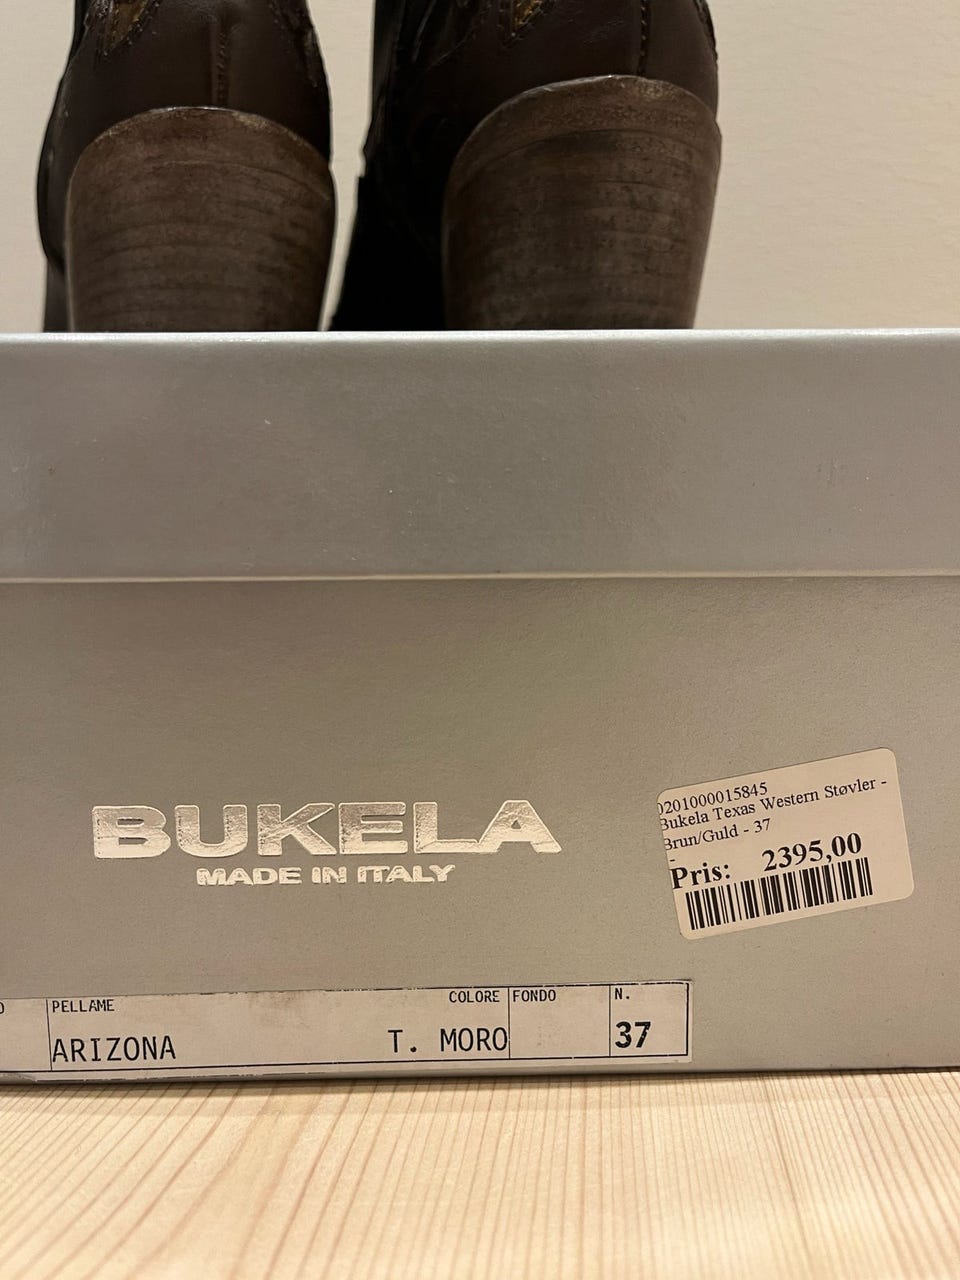 BUKELA
MADE IN ITALY
0201000015845
Bukela Texas Western Støvler -
Brun/Guld - 37
-
Pris: 2395,00
PELLAME COLORE FONDO N.
ARIZONA T. MORO 37